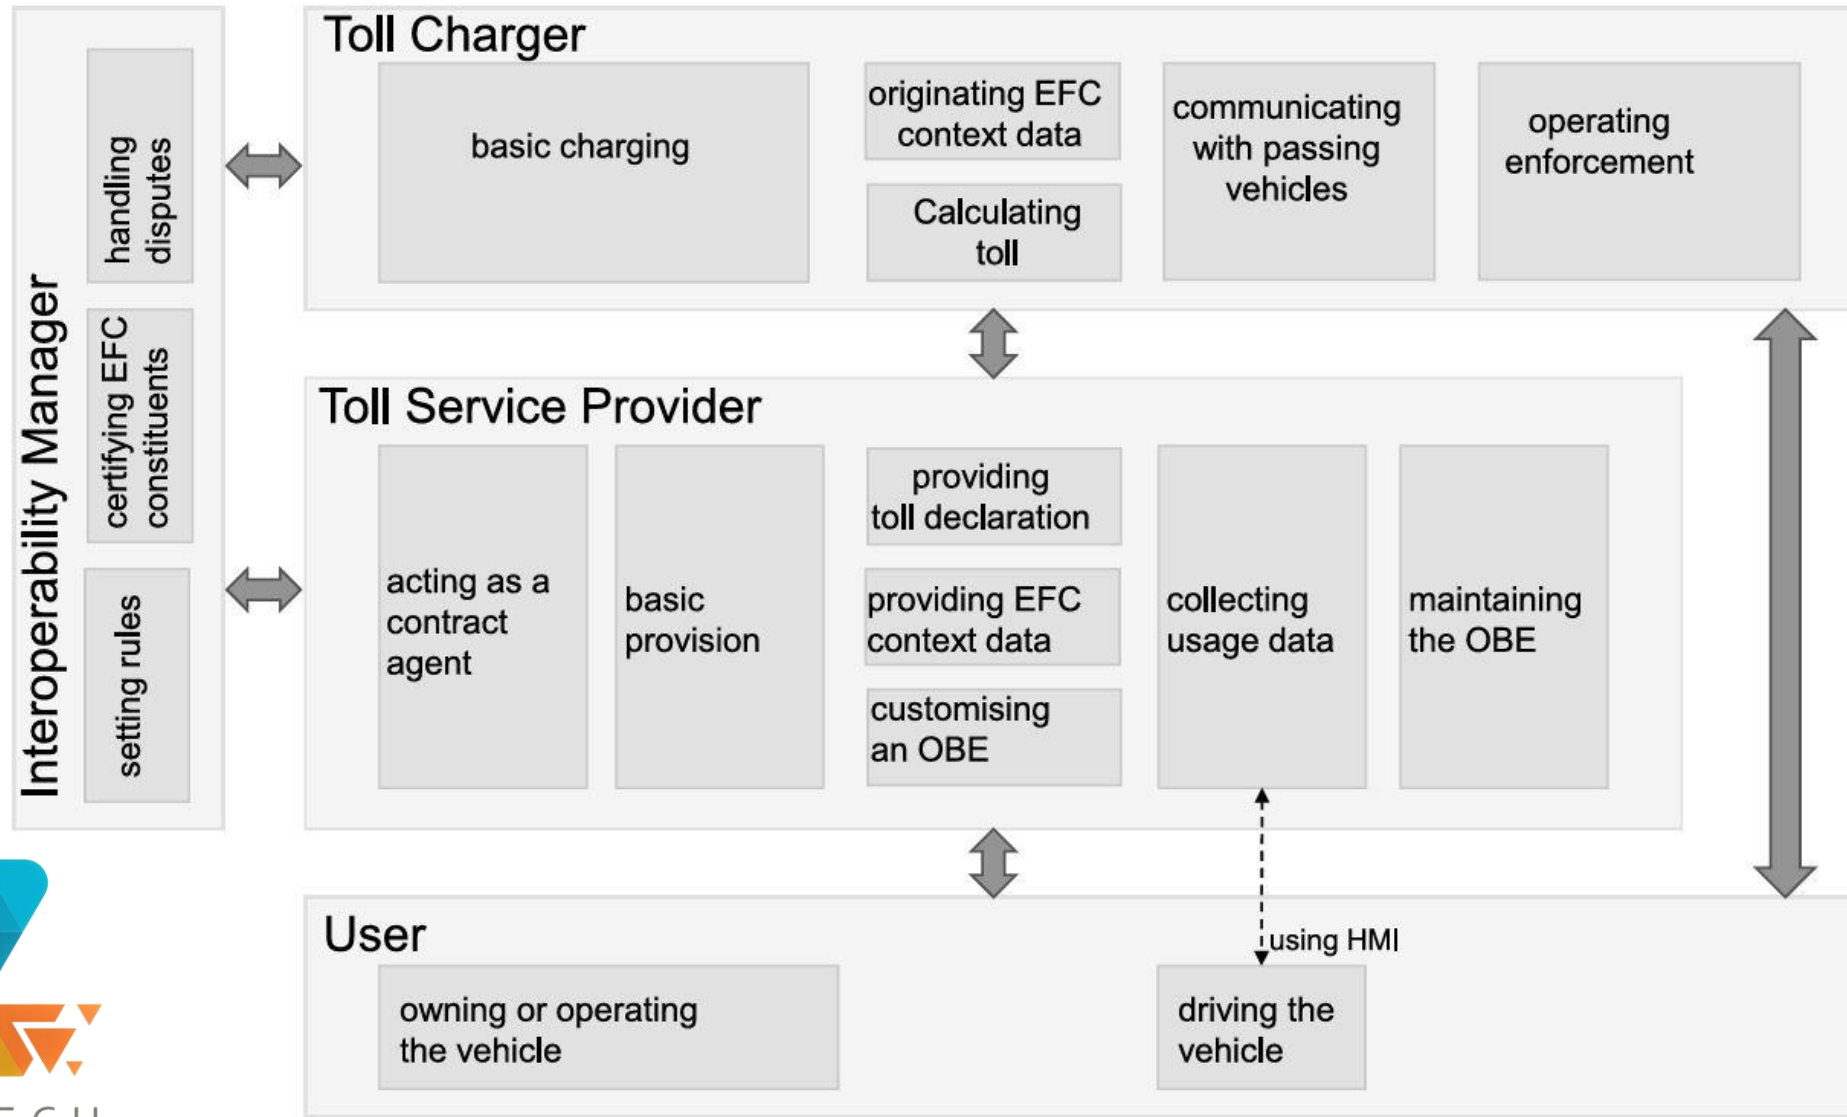 Toll Charger
basic charging
originating EFC
context data
Calculating
toll
communicating
with passing
vehicles
operating
enforcement
Interoperability Manager
handling
disputes
certifying EFC
constituents
setting rules
Toll Service Provider
acting as a
contract
agent
basic
provision
providing
toll declaration
providing EFC
context data
customising
an OBE
collecting
usage data
maintaining
the OBE
User
using HMI
owning or operating
the vehicle
driving the
vehicle